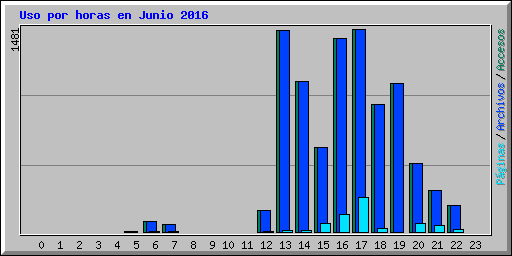 Uso por horas en Junio 2016
1481
Páginas/Archivos/Accesos
0 1 2 3 4 5 6 7 8 9 10 11 12 13 14 15 16 17 18 19 20 21 22 23